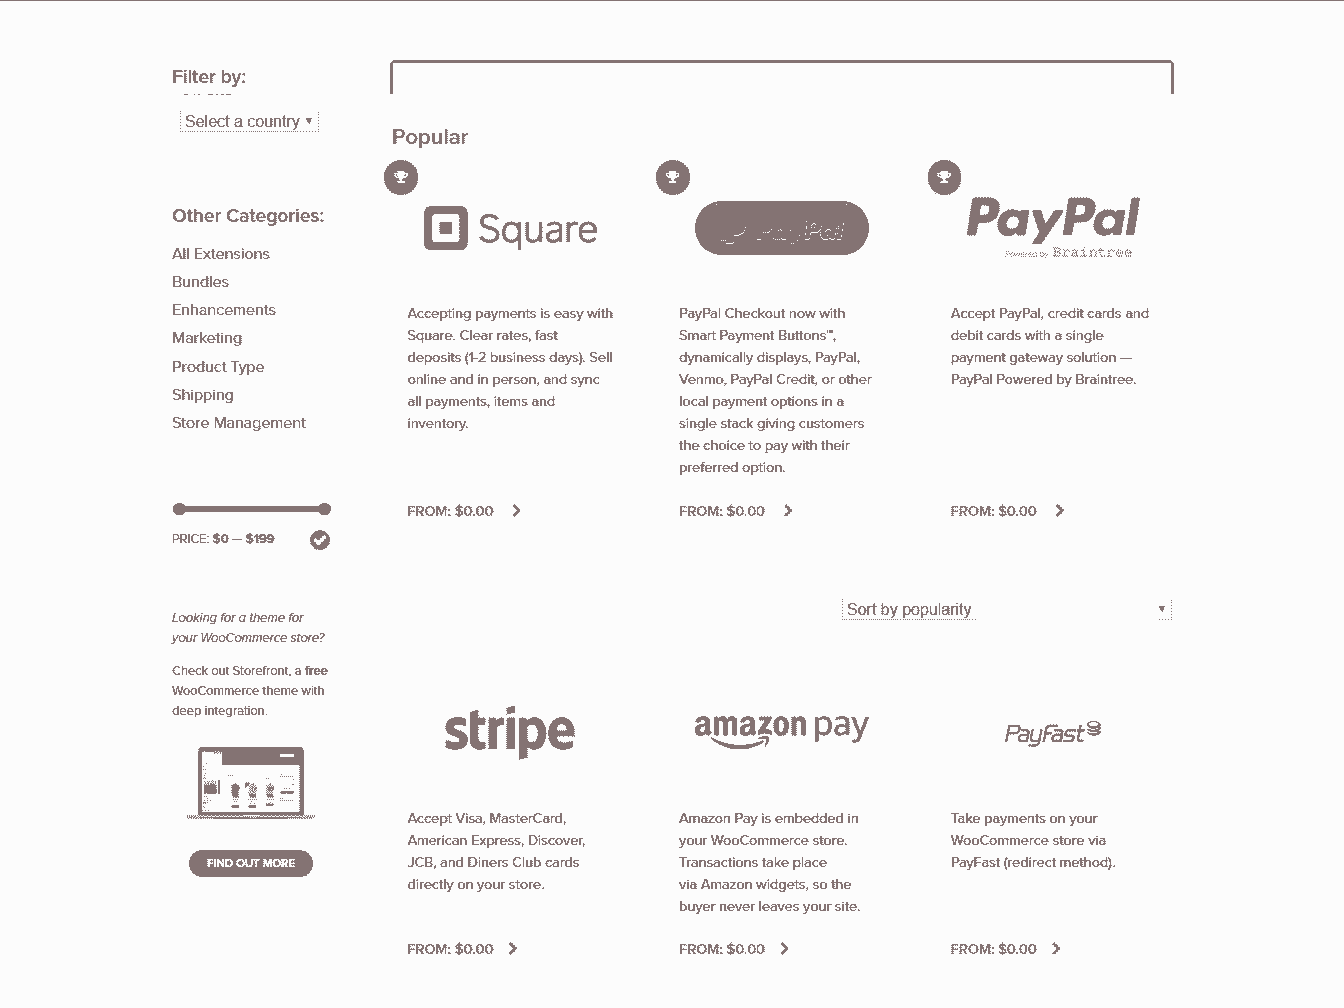 Filter by:
Select a country
Other Categories:
All Extensions
Bundles
Enhancements
Marketing
Product Type
Shipping
Store Management
PRICE: $0 — $199
Looking for a theme for
your WooCommerce store?
Check out Storefront, a free
WooCommerce theme with
deep integration.
FIND OUT MORE
Popular
Square
Accepting payments is easy with
Square. Clear rates, fast
deposits (1-2 business days). Sell
online and in person, and sync
all payments, items and
inventory.
FROM: $0.00
PayPal
PayPal Checkout now with
Smart Payment Buttons™,
dynamically displays, PayPal,
Venmo, PayPal Credit, or other
local payment options in a
single stack giving customers
the choice to pay with their
preferred option.
FROM: $0.00
PayPal
Powered by Braintree
Accept PayPal, credit cards and
debit cards with a single
payment gateway solution —
PayPal Powered by Braintree.
FROM: $0.00
Sort by popularity
stripe
Accept Visa, MasterCard,
American Express, Discover,
JCB, and Diners Club cards
directly on your store.
FROM: $0.00
amazon pay
Amazon Pay is embedded in
your WooCommerce store.
Transactions take place
via Amazon widgets, so the
buyer never leaves your site.
FROM: $0.00
PayFast
Take payments on your
WooCommerce store via
PayFast (redirect method).
FROM: $0.00